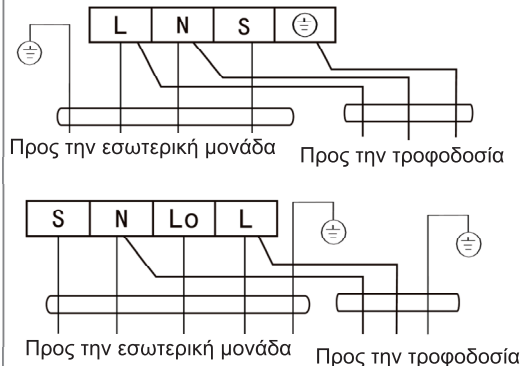 L N S
Προς την εσωτερική μονάδα
Προς την τροφοδοσία
S N Lo L
Προς την εσωτερική μονάδα
Προς την τροφοδοσία